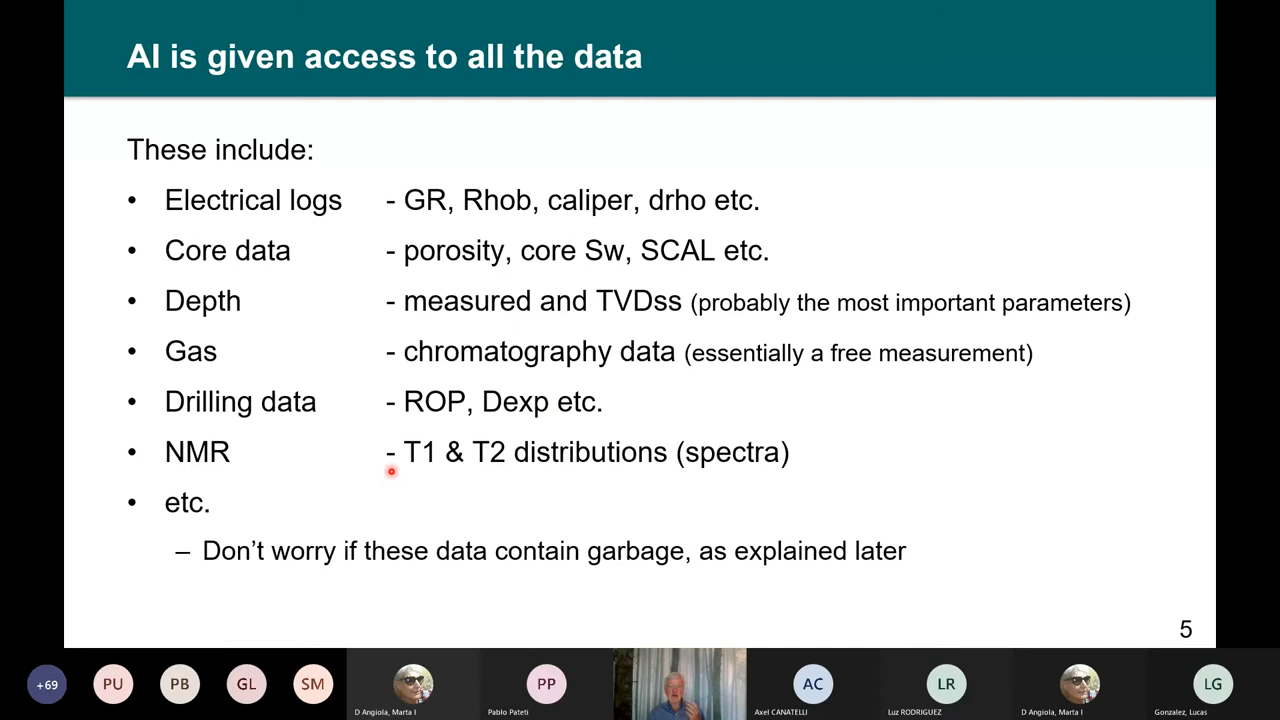 AI is given access to all the data
These include:
• Electrical logs - GR, Rhob, caliper, drho etc.
• Core data - porosity, core Sw, SCAL etc.
• Depth - measured and TVDss (probably the most important parameters)
• Gas - chromatography data (essentially a free measurement)
• Drilling data - ROP, Dexp etc.
• NMR - T1 & T2 distributions (spectra)
• etc.
– Don’t worry if these data contain garbage, as explained later
5
+69 PU PB GL SM PP AC LR LG
D Angiola, Marta I Pablo Pateti Axel CANATELLI Luz RODRIGUEZ D Angiola, Marta I Gonzalez, Lucas